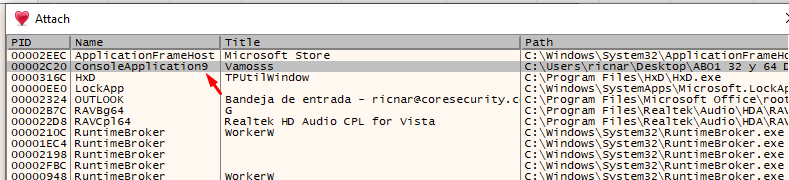 Attach
PID Name Title Path
00002EEC ApplicationFrameHost Microsoft Store C:\Windows\System32\ApplicationFrameHo
00002C20 ConsoleApplication9 Vamosss C:\Users\ricnar\Desktop\ABO1 32 y 64 D
0000316C HxD TPUtilWindow C:\Program Files\HxD\HxD.exe
00000EE0 LockApp C:\Windows\SystemApps\Microsoft.LockAp
00002324 OUTLOOK Bandeja de entrada - ricnar@coresecurity.c C:\Program Files\Microsoft Office\root
00002B7C RAVBg64 G C:\Program Files\Realtek\Audio\HDA\RAV
000022D8 RAVCpl64 Realtek HD Audio CPL for Vista C:\Program Files\Realtek\Audio\HDA\RAV
0000210C RuntimeBroker WorkerW C:\Windows\System32\RuntimeBroker.exe
00001EC4 RuntimeBroker C:\Windows\System32\RuntimeBroker.exe
00002198 RuntimeBroker C:\Windows\System32\RuntimeBroker.exe
00002FBC RuntimeBroker C:\Windows\System32\RuntimeBroker.exe
00000948 RuntimeBroker WorkerW C:\Windows\System32\RuntimeBroker.exe